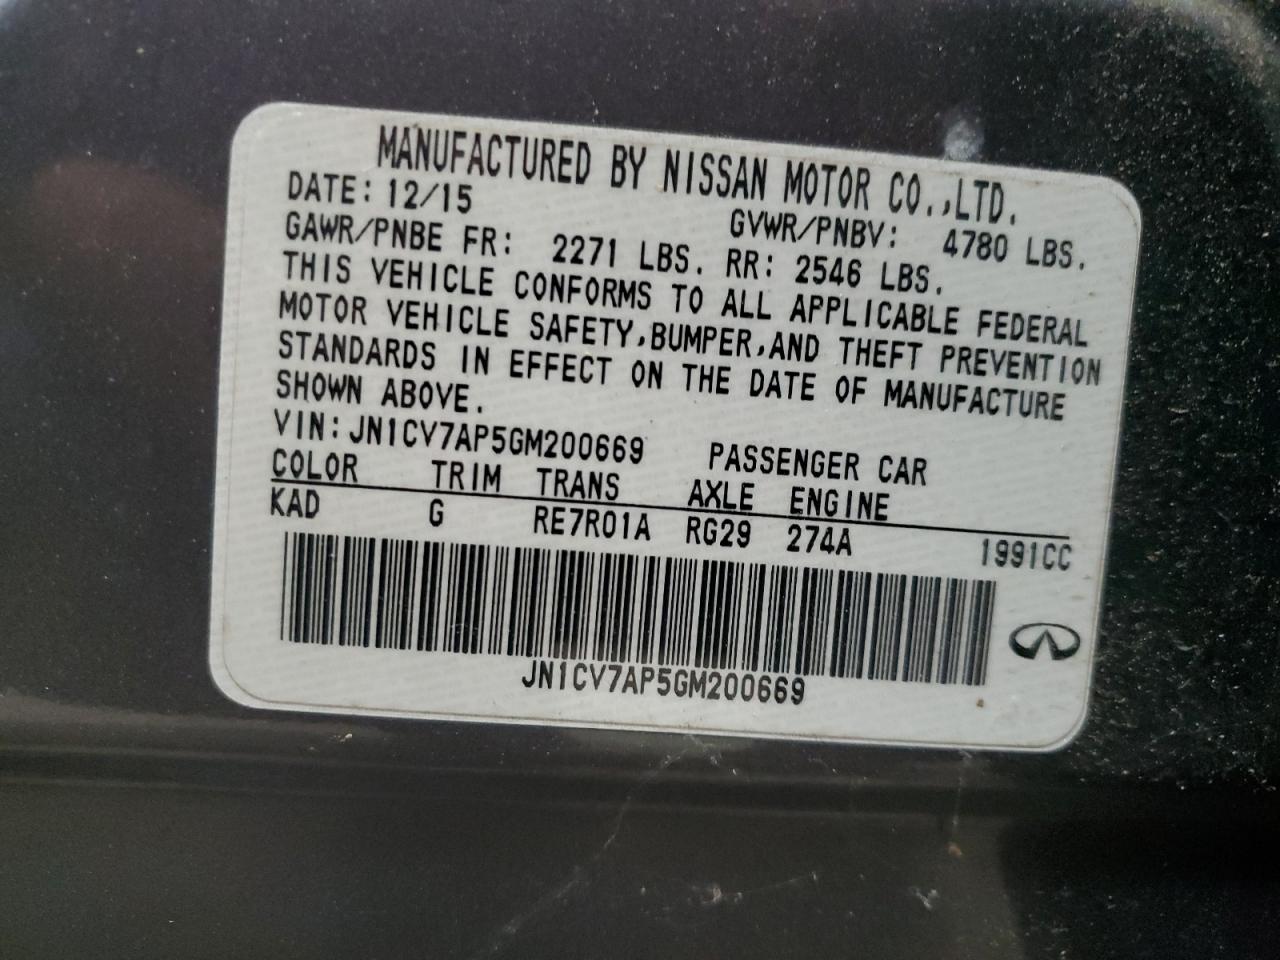 MANUFACTURED BY NISSAN MOTOR CO.,LTD.
DATE: 12/15 GVWR/PNBV: 4780 LBS.
GAWR/PNBE FR: 2271 LBS. RR: 2546 LBS.
THIS VEHICLE CONFORMS TO ALL APPLICABLE FEDERAL
MOTOR VEHICLE SAFETY,BUMPER,AND THEFT PREVENTION
STANDARDS IN EFFECT ON THE DATE OF MANUFACTURE
SHOWN ABOVE.
VIN:JN1CV7AP5GM200669 PASSENGER CAR
COLOR TRIM TRANS AXLE ENGINE
KAD G RE7R01A RG29 274A 1991CC
JN1CV7AP5GM200669